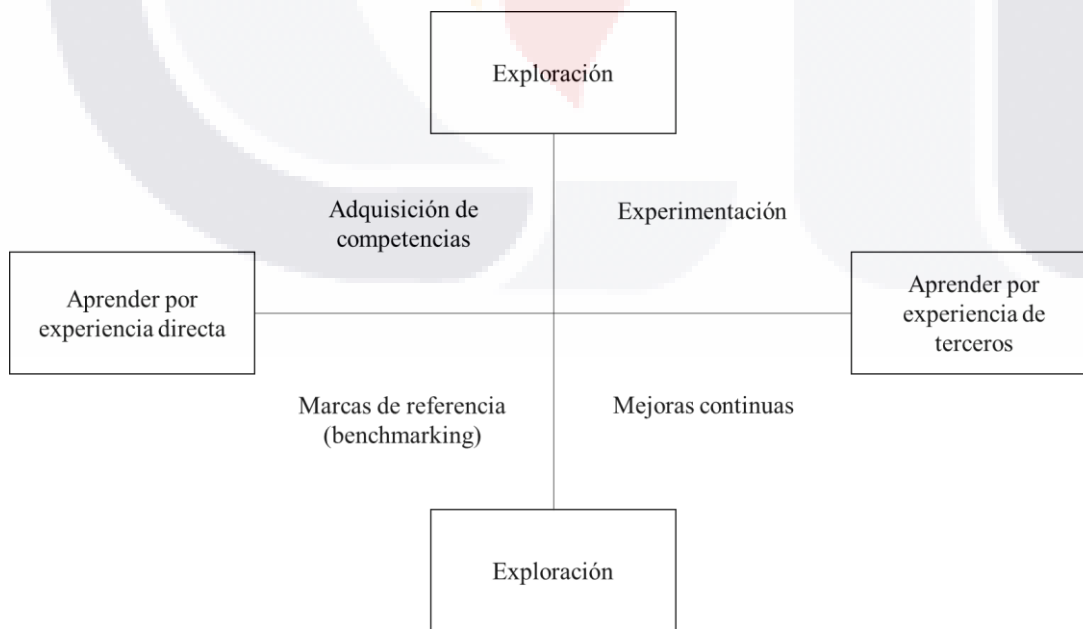 Exploración
Adquisición de
competencias
Experimentación
Aprender por
experiencia directa
Aprender por
experiencia de
terceros
Marcas de referencia
(benchmarking)
Mejoras continuas
Exploración